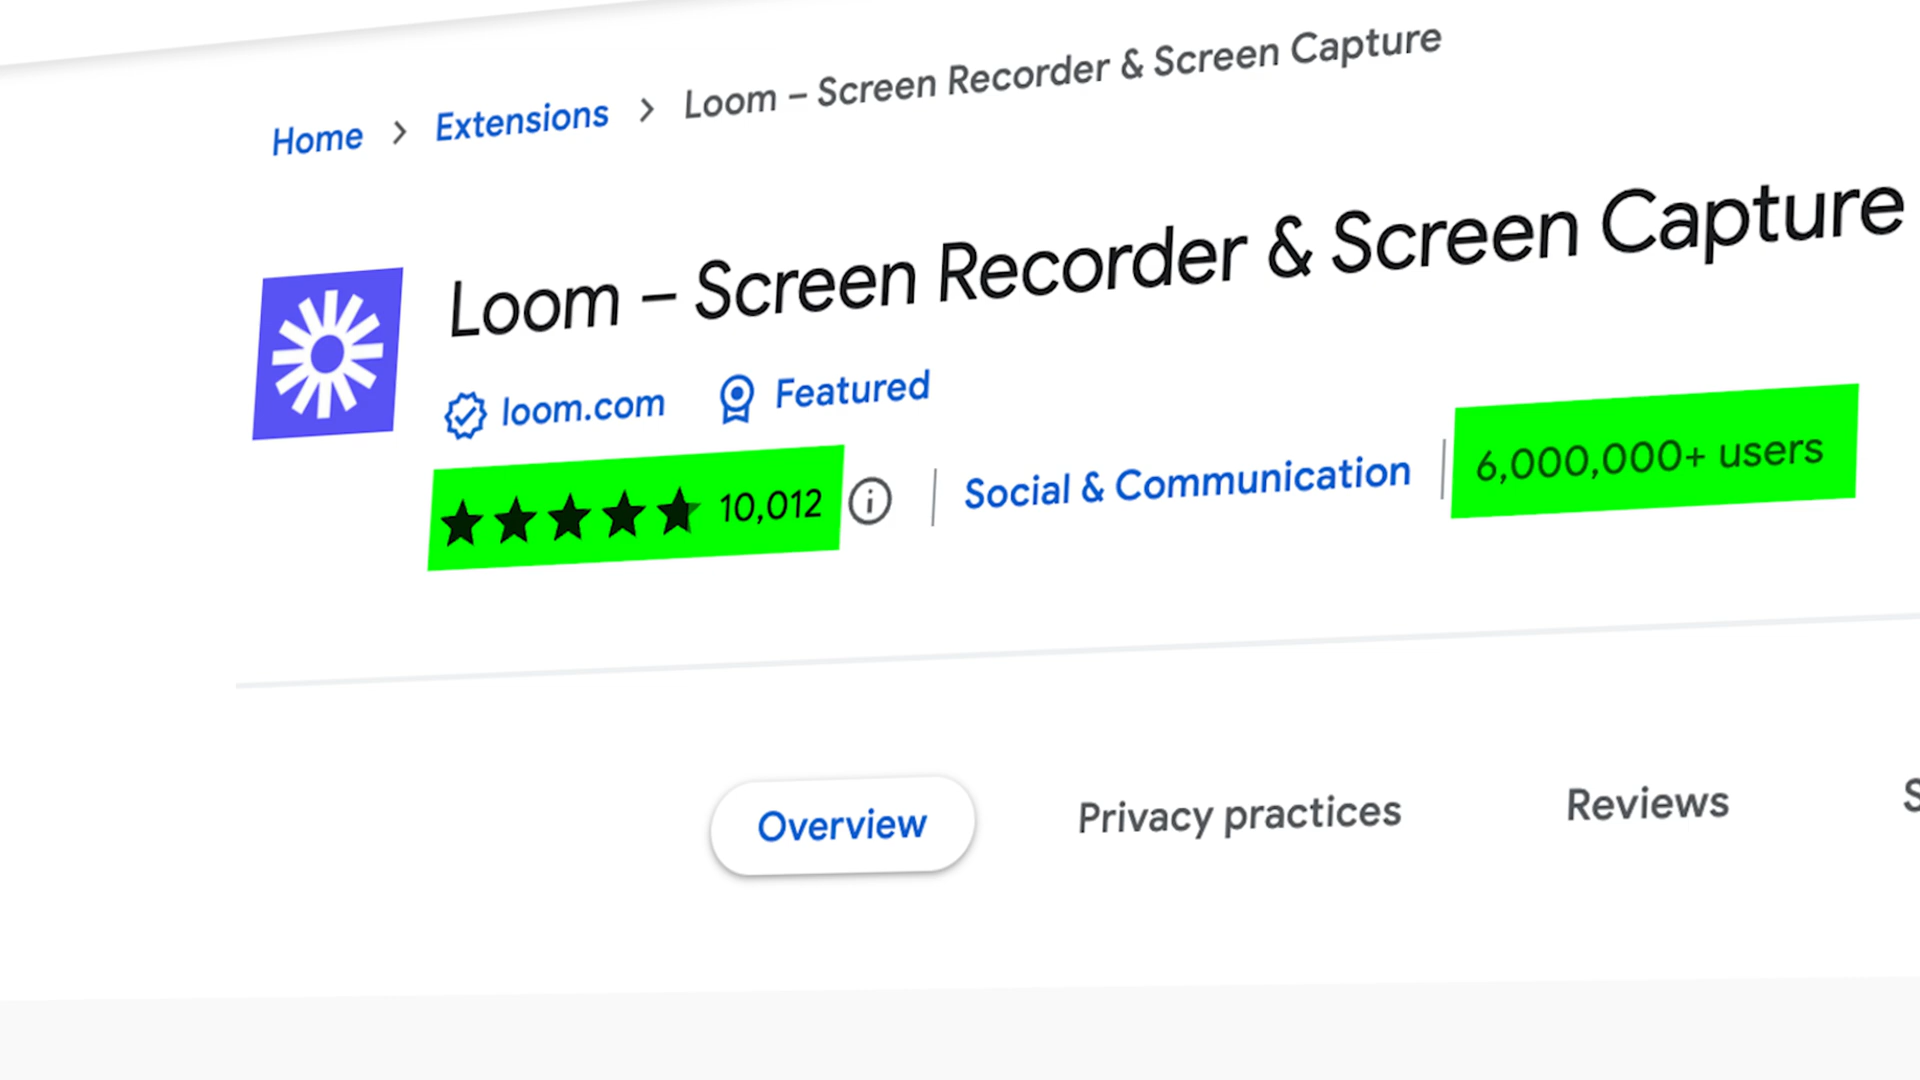 Home > Extensions > Loom – Screen Recorder & Screen Capture
Loom – Screen Recorder & Screen Capture
loom.com Featured
10,012 | Social & Communication | 6,000,000+ users
Overview Privacy practices Reviews